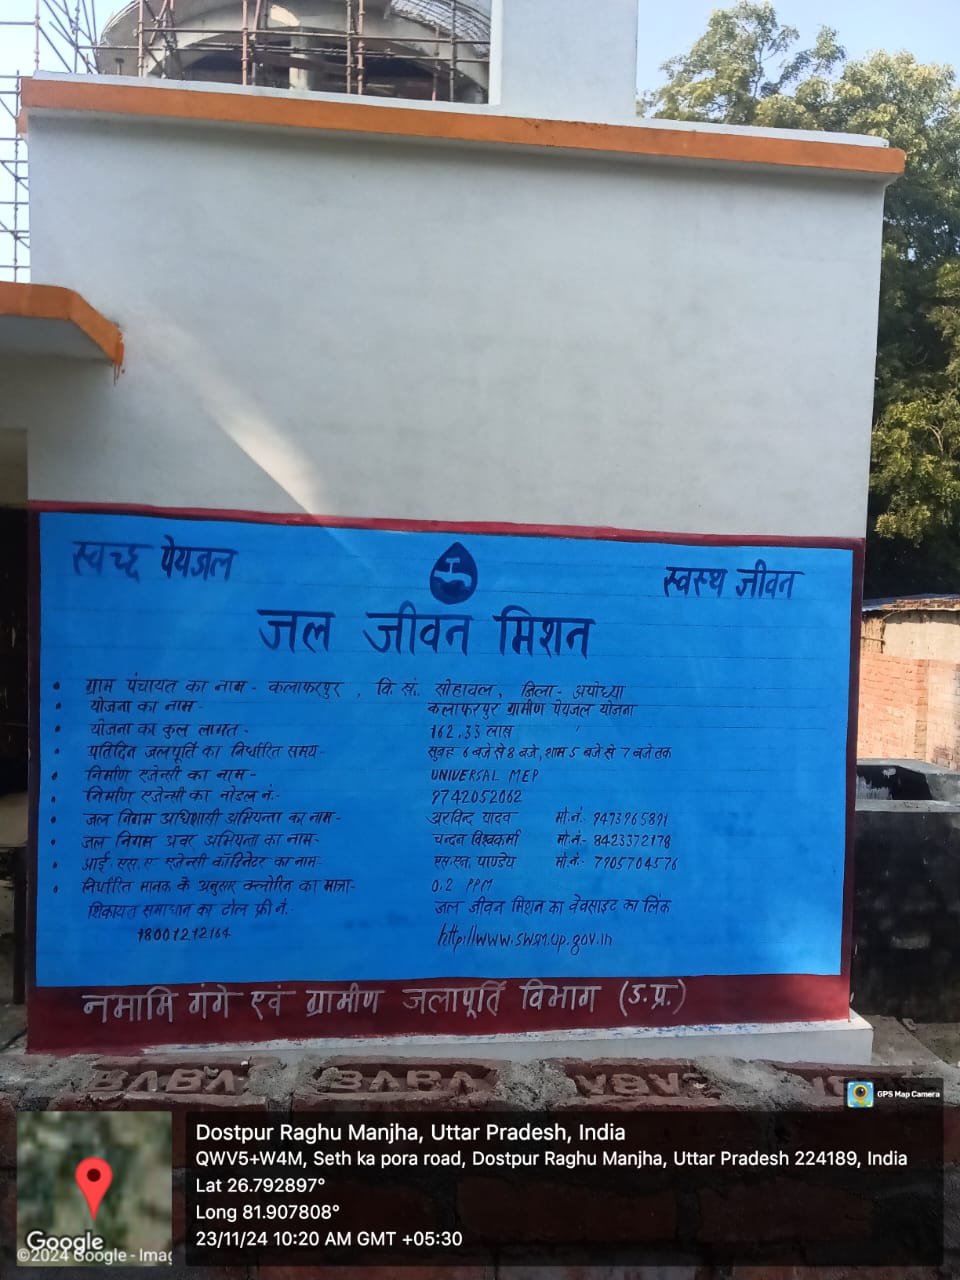 स्वच्छ पेयजल
स्वस्थ जीवन
जल जीवन मिशन
• ग्राम पंचायत का नाम - कलाफरपुर , वि. सं. सोहावल, जिला - अयोध्या
• योजना का नाम - कलाफरपुर ग्रामीण पेयजल योजना
• योजना का कुल लागत - 162.33 लाख
• प्रतिदिन जलपूर्ति का निर्धारित समय - सुबह 6 बजे से 8 बजे, शाम 5 बजे से 7 बजे तक
• निर्माण एजेन्सी का नाम - UNIVERSAL MEP
• निर्माण एजेन्सी का नोडल नं.- 9742052062
• जल निगम अधिशासी अभियन्ता का नाम - अरविन्द यादव मो.नं.- 9473965891
• जल निगम अवर अभियन्ता का नाम - चन्दन विश्वकर्मा मो.नं.- 8423372178
• आई. एस. ए. एजेन्सी कॉर्डिनेटर का नाम- एस.एन. पाण्डेय मो.नं.- 7905704576
• निर्धारित मानक के अनुसार क्लोरिन का मात्रा- 0.2 PPM
शिकायत समाधान का टोल फ्री नं.- जल जीवन मिशन का वेवसाइट का लिंक
18001212164 http//www.swsm.up.gov.in
नमामि गंगे एवं ग्रामीण जलापूर्ति विभाग (उ.प्र.)
BABA BABA
GPS Map Camera
Dostpur Raghu Manjha, Uttar Pradesh, India
QWV5+W4M, Seth ka pora road, Dostpur Raghu Manjha, Uttar Pradesh 224189, India
Lat 26.792897°
Long 81.907808°
23/11/24 10:20 AM GMT +05:30
Google
©2024 Google - Imag